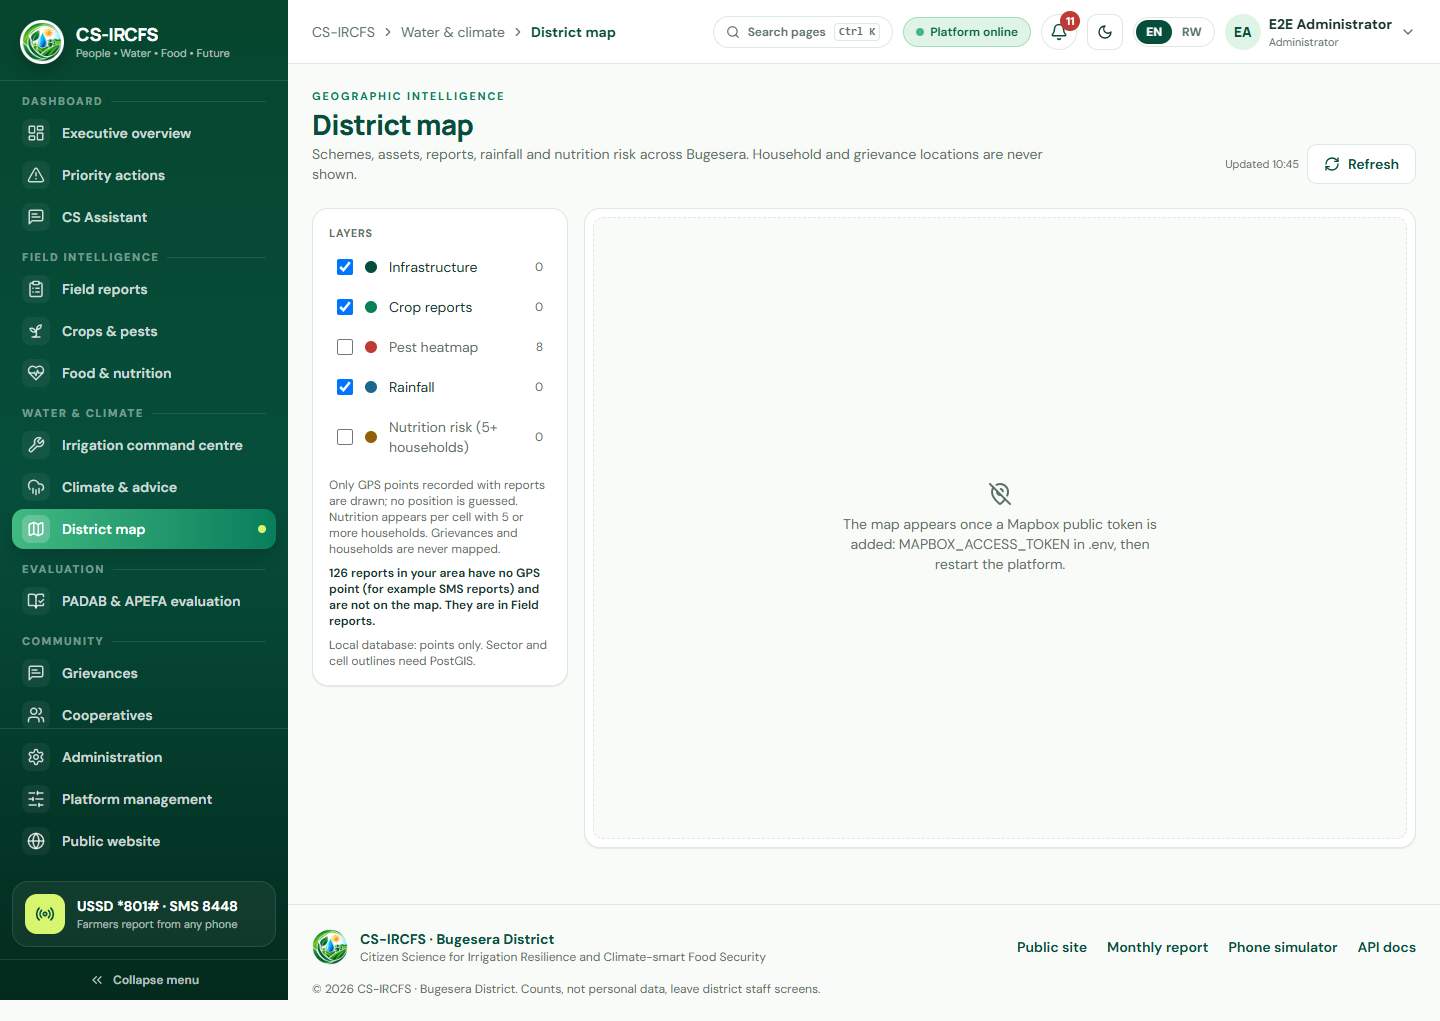 CS-IRCFS
People • Water • Food • Future
DASHBOARD
Executive overview
Priority actions
CS Assistant
FIELD INTELLIGENCE
Field reports
Crops & pests
Food & nutrition
WATER & CLIMATE
Irrigation command centre
Climate & advice
District map
EVALUATION
PADAB & APEFA evaluation
COMMUNITY
Grievances
Cooperatives
Administration
Platform management
Public website
USSD *801# · SMS 8448
Farmers report from any phone
Collapse menu
CS-IRCFS > Water & climate > District map
Search pages Ctrl K
Platform online
11
EN RW
EA
E2E Administrator
Administrator
GEOGRAPHIC INTELLIGENCE
District map
Schemes, assets, reports, rainfall and nutrition risk across Bugesera. Household and grievance locations are never
shown.
Updated 10:45
Refresh
LAYERS
Infrastructure 0
Crop reports 0
Pest heatmap 8
Rainfall 0
Nutrition risk (5+
households) 0
Only GPS points recorded with reports
are drawn; no position is guessed.
Nutrition appears per cell with 5 or
more households. Grievances and
households are never mapped.
126 reports in your area have no GPS
point (for example SMS reports) and
are not on the map. They are in Field
reports.
Local database: points only. Sector and
cell outlines need PostGIS.
The map appears once a Mapbox public token is
added: MAPBOX_ACCESS_TOKEN in .env, then
restart the platform.
CS-IRCFS · Bugesera District
Citizen Science for Irrigation Resilience and Climate-smart Food Security
Public site Monthly report Phone simulator API docs
© 2026 CS-IRCFS · Bugesera District. Counts, not personal data, leave district staff screens.